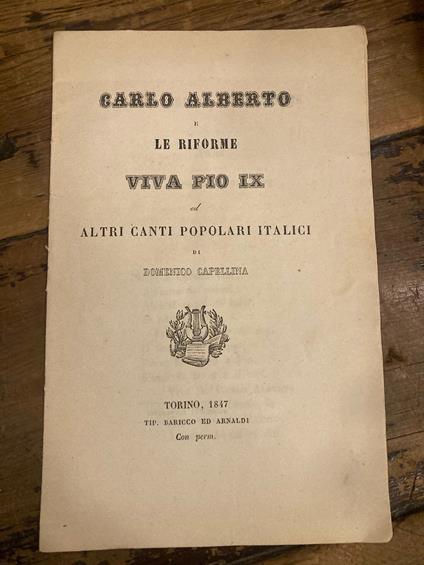 CARLO ALBERTO
E
LE RIFORME
VIVA PIO IX
ed
ALTRI CANTI POPOLARI ITALICI
DI
DOMENICO CAPELLINA
TORINO, 1847
TIP. BARICCO ED ARNALDI
Con perm.